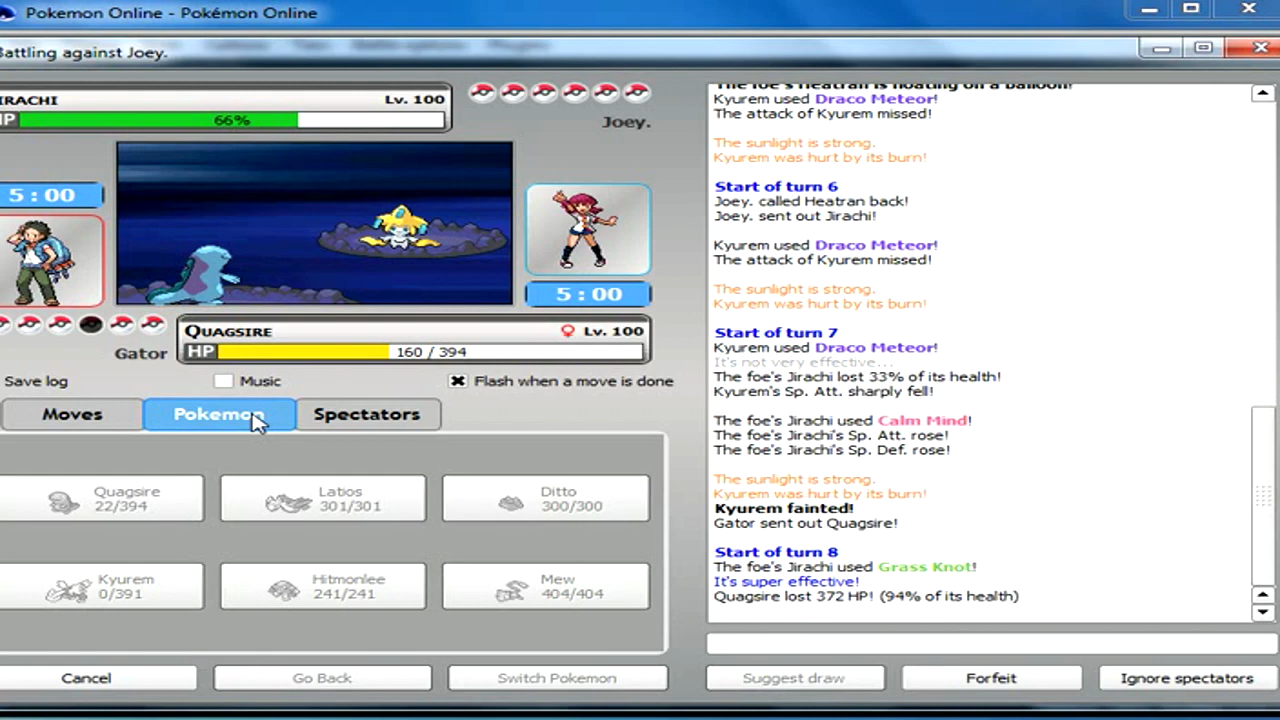 Pokemon Online - Pokémon Online
Battling against Joey.
IRACHI Lv. 100
HP 66%
Joey.
5:00
5:00
QUAGSIRE ♀ Lv. 100
HP 160 / 394
Gator
Save log
Music
Flash when a move is done
Moves
Pokemon
Spectators
Quagsire
22/394
Latios
301/301
Ditto
300/300
Kyurem
0/391
Hitmonlee
241/241
Mew
404/404
Cancel
Go Back
Switch Pokemon
The foe's Heatran is floating on a balloon!
Kyurem used Draco Meteor!
The attack of Kyurem missed!
The sunlight is strong.
Kyurem was hurt by its burn!
Start of turn 6
Joey. called Heatran back!
Joey. sent out Jirachi!
Kyurem used Draco Meteor!
The attack of Kyurem missed!
The sunlight is strong.
Kyurem was hurt by its burn!
Start of turn 7
Kyurem used Draco Meteor!
It's not very effective...
The foe's Jirachi lost 33% of its health!
Kyurem's Sp. Att. sharply fell!
The foe's Jirachi used Calm Mind!
The foe's Jirachi's Sp. Att. rose!
The foe's Jirachi's Sp. Def. rose!
The sunlight is strong.
Kyurem was hurt by its burn!
Kyurem fainted!
Gator sent out Quagsire!
Start of turn 8
The foe's Jirachi used Grass Knot!
It's super effective!
Quagsire lost 372 HP! (94% of its health)
Suggest draw
Forfeit
Ignore spectators